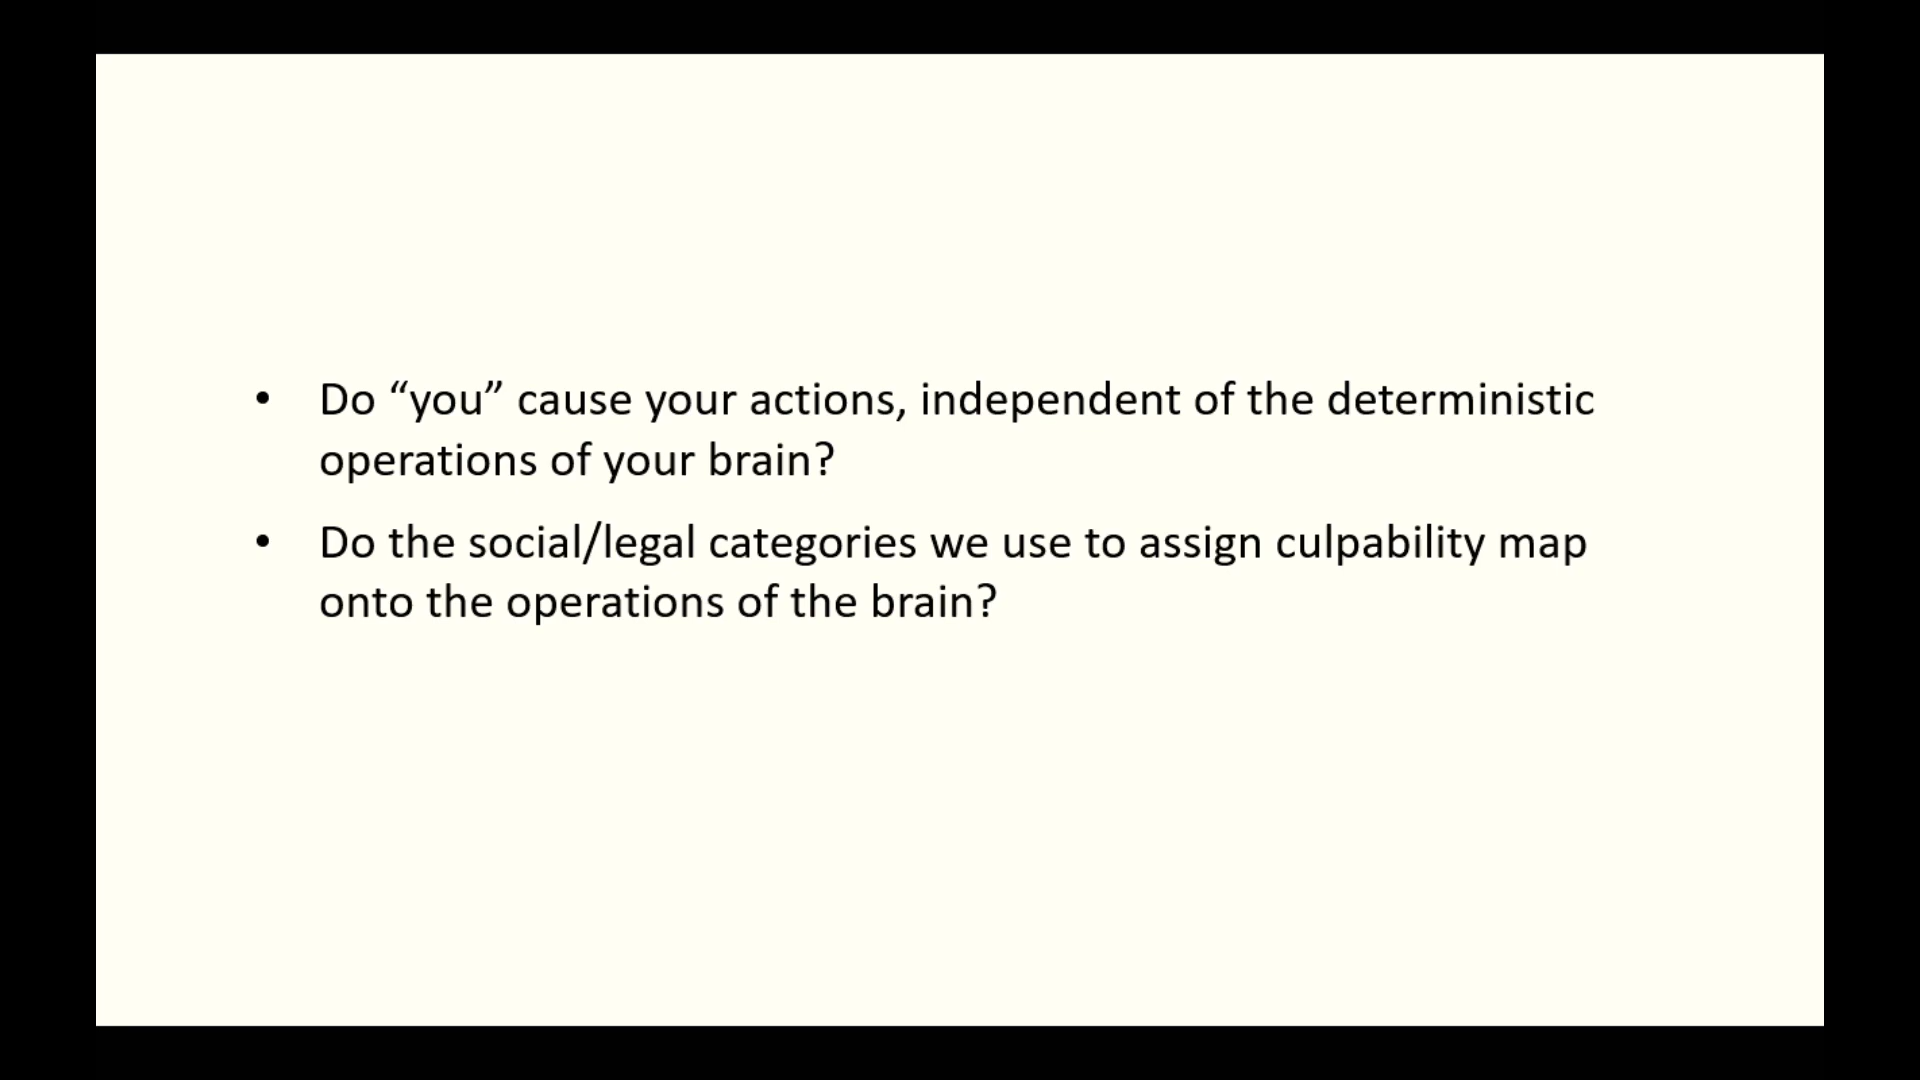 • Do “you” cause your actions, independent of the deterministic
operations of your brain?
• Do the social/legal categories we use to assign culpability map
onto the operations of the brain?